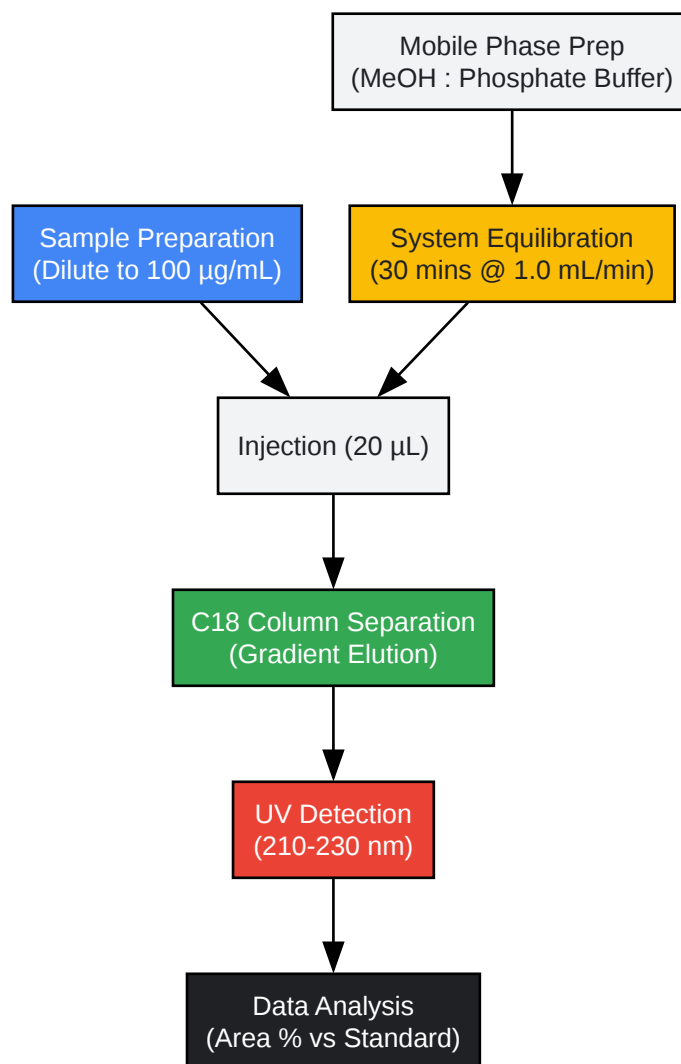 Mobile Phase Prep
(MeOH : Phosphate Buffer)
Sample Preparation
(Dilute to 100 µg/mL)
System Equilibration
(30 mins @ 1.0 mL/min)
Injection (20 µL)
C18 Column Separation
(Gradient Elution)
UV Detection
(210-230 nm)
Data Analysis
(Area % vs Standard)